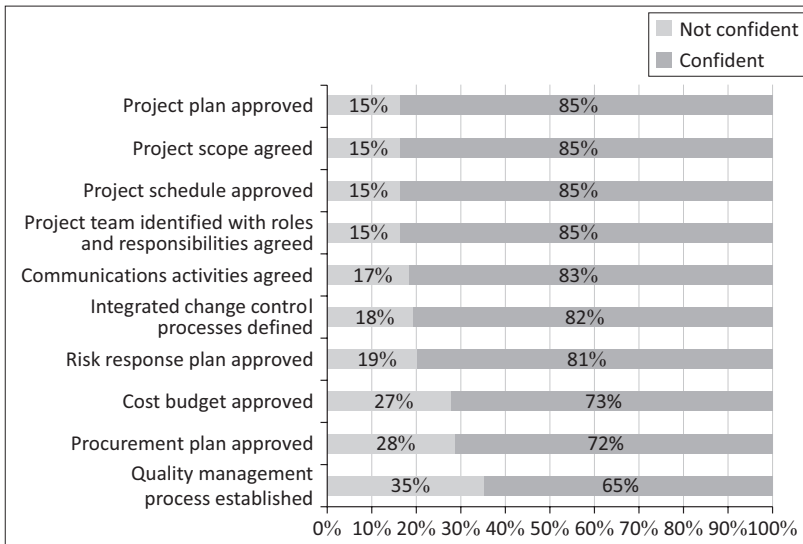 Not confident
Confident
Project plan approved
15%
85%
Project scope agreed
15%
85%
Project schedule approved
15%
85%
Project team identified with roles
and responsibilities agreed
15%
85%
Communications activities agreed
17%
83%
Integrated change control
processes defined
18%
82%
Risk response plan approved
19%
81%
Cost budget approved
27%
73%
Procurement plan approved
28%
72%
Quality management
process established
35%
65%
0% 10% 20% 30% 40% 50% 60% 70% 80% 90%100%